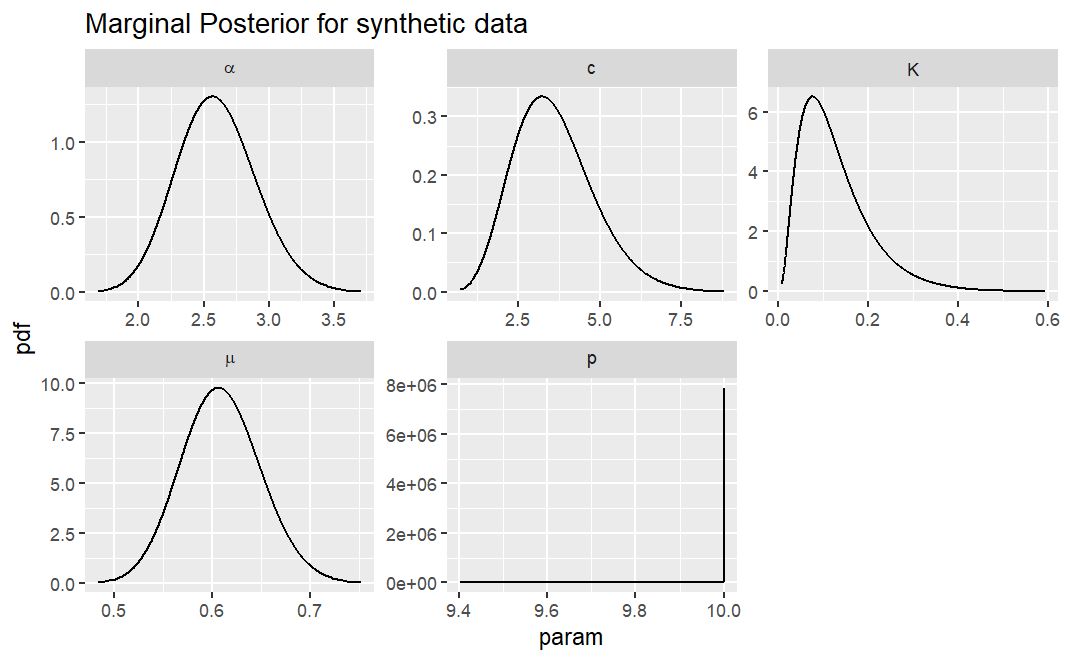 Marginal Posterior for synthetic data
α
c
K
1.0
0.5
0.0
2.0 2.5 3.0 3.5
0.3
0.2
0.1
0.0
2.5 5.0 7.5
6
4
2
0
0.0 0.2 0.4 0.6
pdf
μ
p
10.0
7.5
5.0
2.5
0.0
0.5 0.6 0.7
8e+06
6e+06
4e+06
2e+06
0e+00
9.4 9.6 9.8 10.0
param